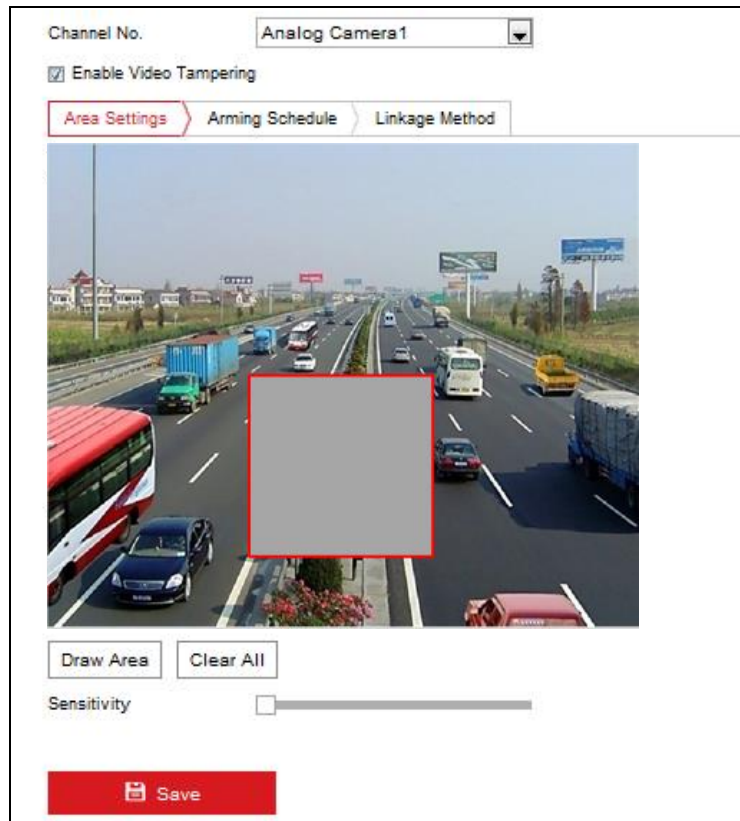 Channel No. Analog Camera1
Enable Video Tampering
Area Settings Arming Schedule Linkage Method
Draw Area Clear All
Sensitivity
Save